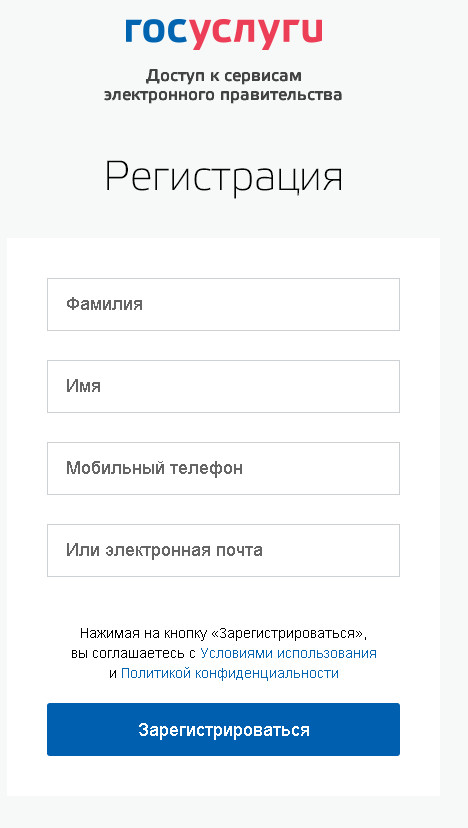 госуслуги
Доступ к сервисам
электронного правительства
Регистрация
Фамилия
Имя
Мобильный телефон
Или электронная почта
Нажимая на кнопку «Зарегистрироваться»,
вы соглашаетесь с Условиями использования
и Политикой конфиденциальности
Зарегистрироваться